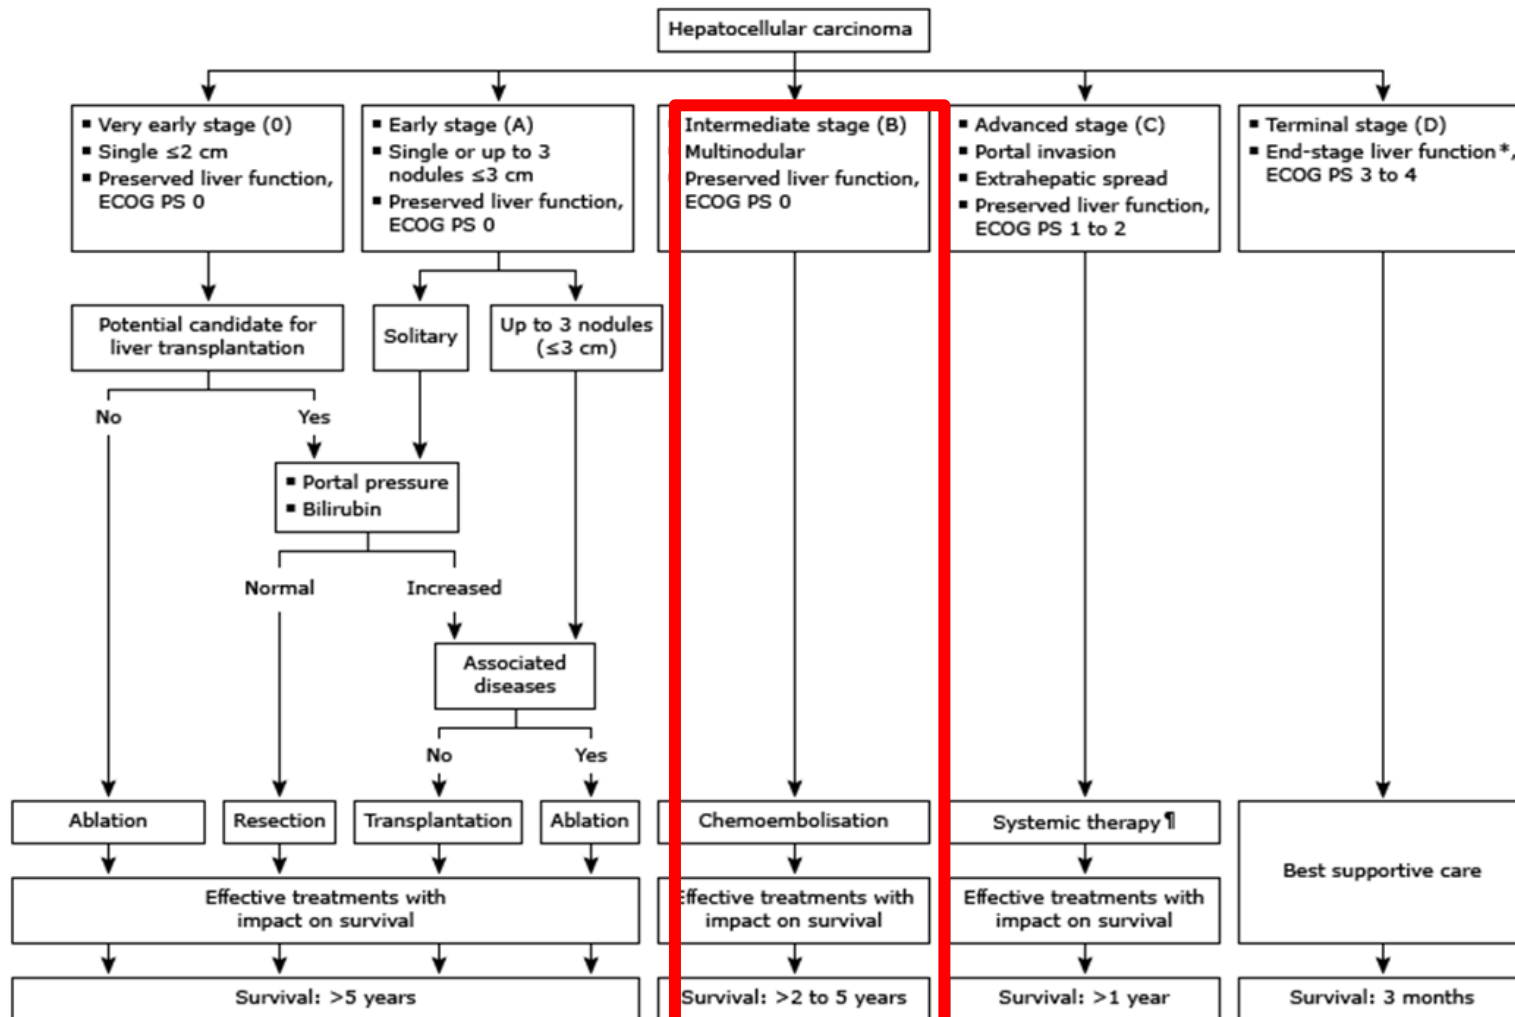 Hepatocellular carcinoma
▪ Very early stage (0)
▪ Single ≤2 cm
▪ Preserved liver function,
ECOG PS 0
▪ Early stage (A)
▪ Single or up to 3
nodules ≤3 cm
▪ Preserved liver function,
ECOG PS 0
Intermediate stage (B)
Multinodular
Preserved liver function,
ECOG PS 0
▪ Advanced stage (C)
▪ Portal invasion
▪ Extrahepatic spread
▪ Preserved liver function,
ECOG PS 1 to 2
▪ Terminal stage (D)
▪ End-stage liver function*,
ECOG PS 3 to 4
Potential candidate for
liver transplantation
Solitary
Up to 3 nodules
(≤3 cm)
No
Yes
▪ Portal pressure
▪ Bilirubin
Normal
Increased
Associated
diseases
No
Yes
Ablation
Resection
Transplantation
Ablation
Chemoembolisation
Systemic therapy¶
Best supportive care
Effective treatments with
impact on survival
Effective treatments with
impact on survival
Effective treatments with
impact on survival
Survival: >5 years
Survival: >2 to 5 years
Survival: >1 year
Survival: 3 months